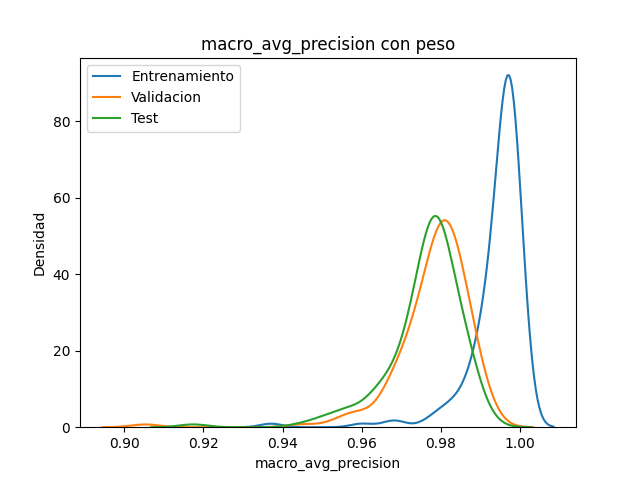 macro_avg_precision con peso
Entrenamiento
Validacion
Test
Densidad
80
60
40
20
0
0.90 0.92 0.94 0.96 0.98 1.00
macro_avg_precision